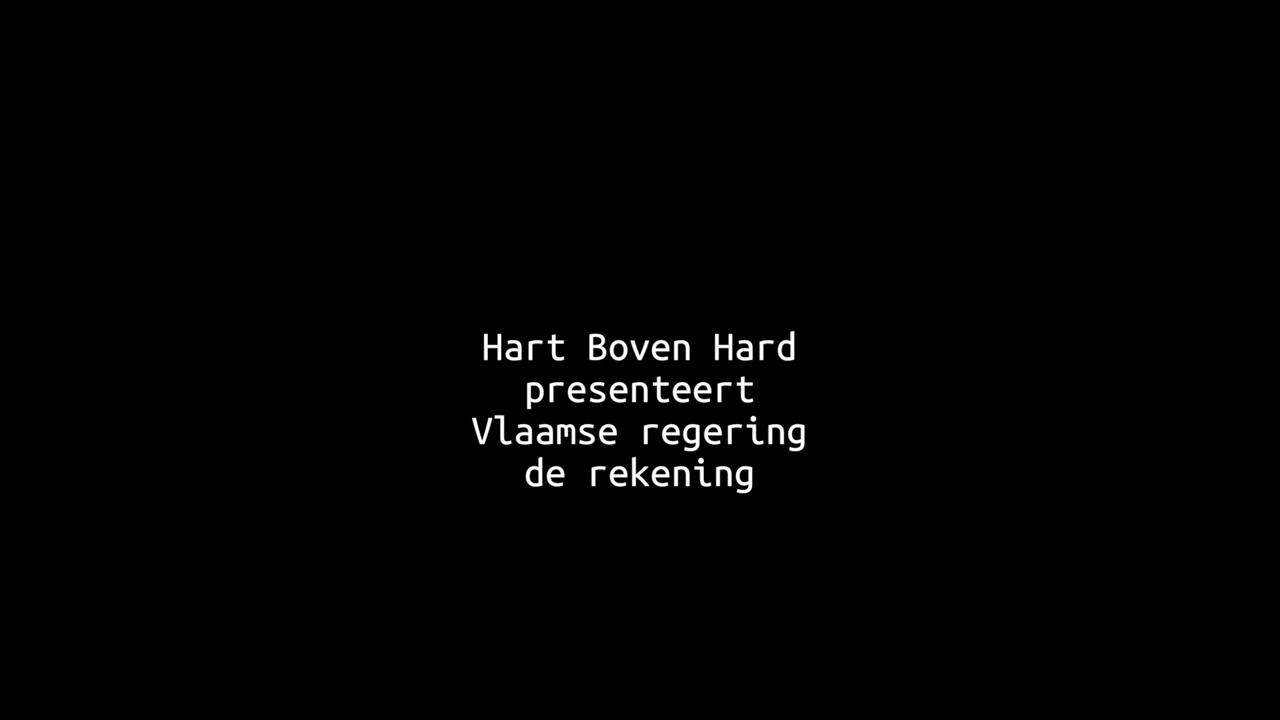 Hart Boven Hard
presenteert
Vlaamse regering
de rekening